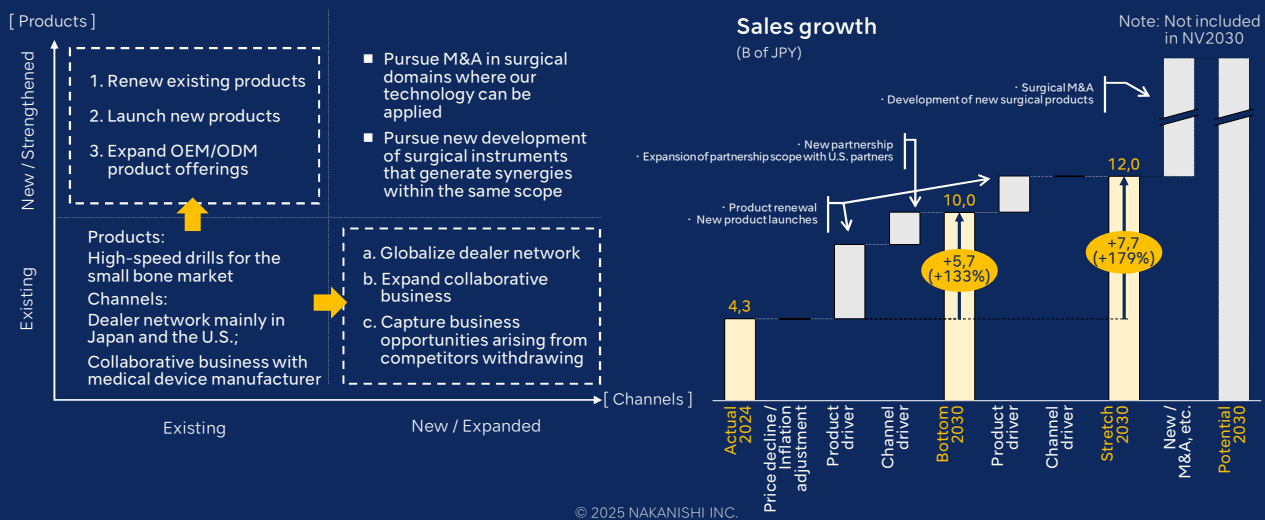 [ Products ]
New / Strengthened
1. Renew existing products
2. Launch new products
3. Expand OEM/ODM
product offerings
■ Pursue M&A in surgical
domains where our
technology can be
applied
■ Pursue new development
of surgical instruments
that generate synergies
within the same scope
Existing
Products:
High-speed drills for the
small bone market
Channels:
Dealer network mainly in
Japan and the U.S.;
Collaborative business with
medical device manufacturer
a. Globalize dealer network
b. Expand collaborative
business
c. Capture business
opportunities arising from
competitors withdrawing
[ Channels ]
Existing
New / Expanded
Sales growth
(B of JPY)
Note: Not included
in NV2030
· Surgical M&A
· Development of new surgical products
· New partnership
· Expansion of partnership scope with U.S. partners
· Product renewal
· New product launches
4,3
10,0
+5,7
(+133%)
12,0
+7,7
(+179%)
Actual
2024
Price decline /
Inflation
adjustment
Product
driver
Channel
driver
Bottom
2030
Product
driver
Channel
driver
Stretch
2030
New /
M&A, etc.
Potential
2030
© 2025 NAKANISHI INC.